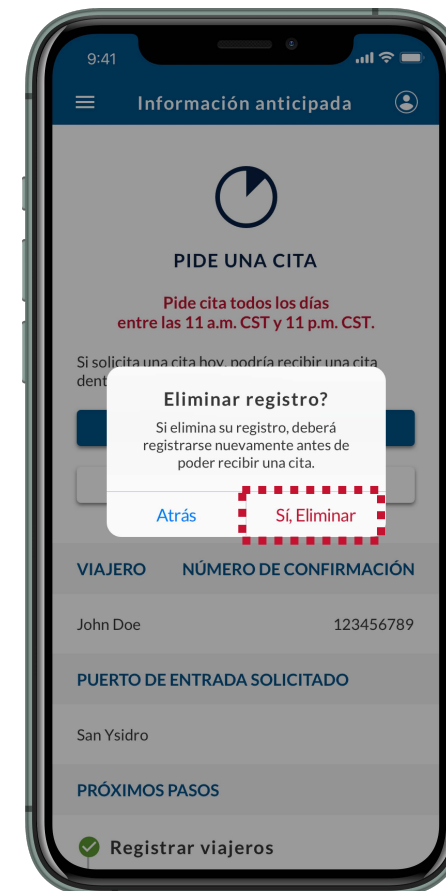 9:41
Información anticipada
PIDE UNA CITA
Pide cita todos los días
entre las 11 a.m. CST y 11 p.m. CST.
Si solicita una cita hoy, podría recibir una cita
dent
Eliminar registro?
Si elimina su registro, deberá
registrarse nuevamente antes de
poder recibir una cita.
Atrás Sí, Eliminar
VIAJERO NÚMERO DE CONFIRMACIÓN
John Doe 123456789
PUERTO DE ENTRADA SOLICITADO
San Ysidro
PRÓXIMOS PASOS
Registrar viajeros